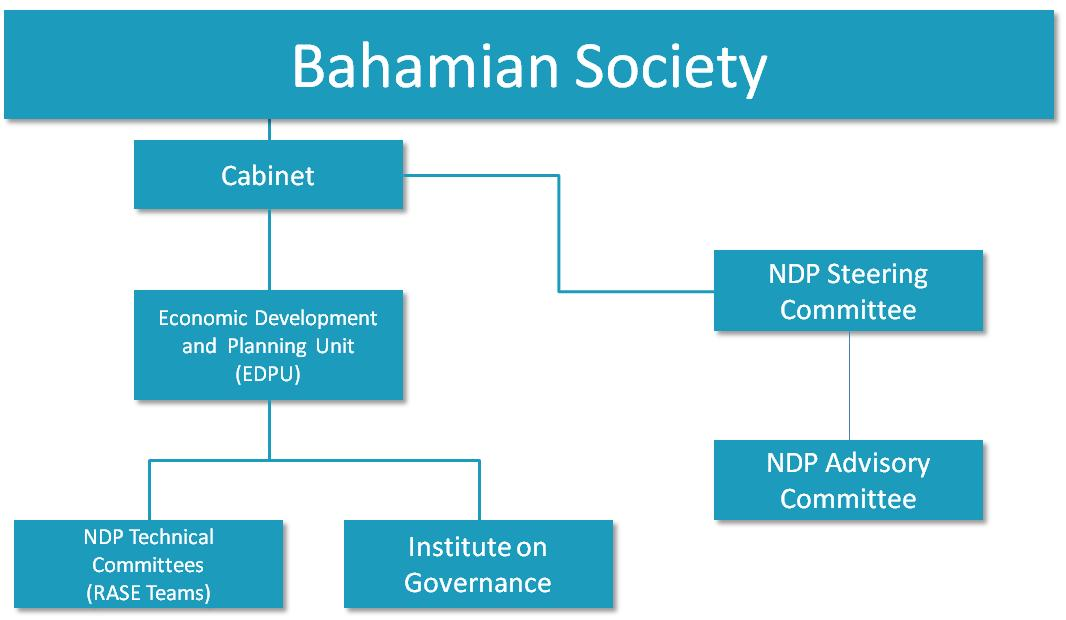 Bahamian Society
Cabinet
NDP Steering
Committee
Economic Development
and Planning Unit
(EDPU)
NDP Advisory
Committee
NDP Technical
Committees
(RASE Teams)
Institute on
Governance